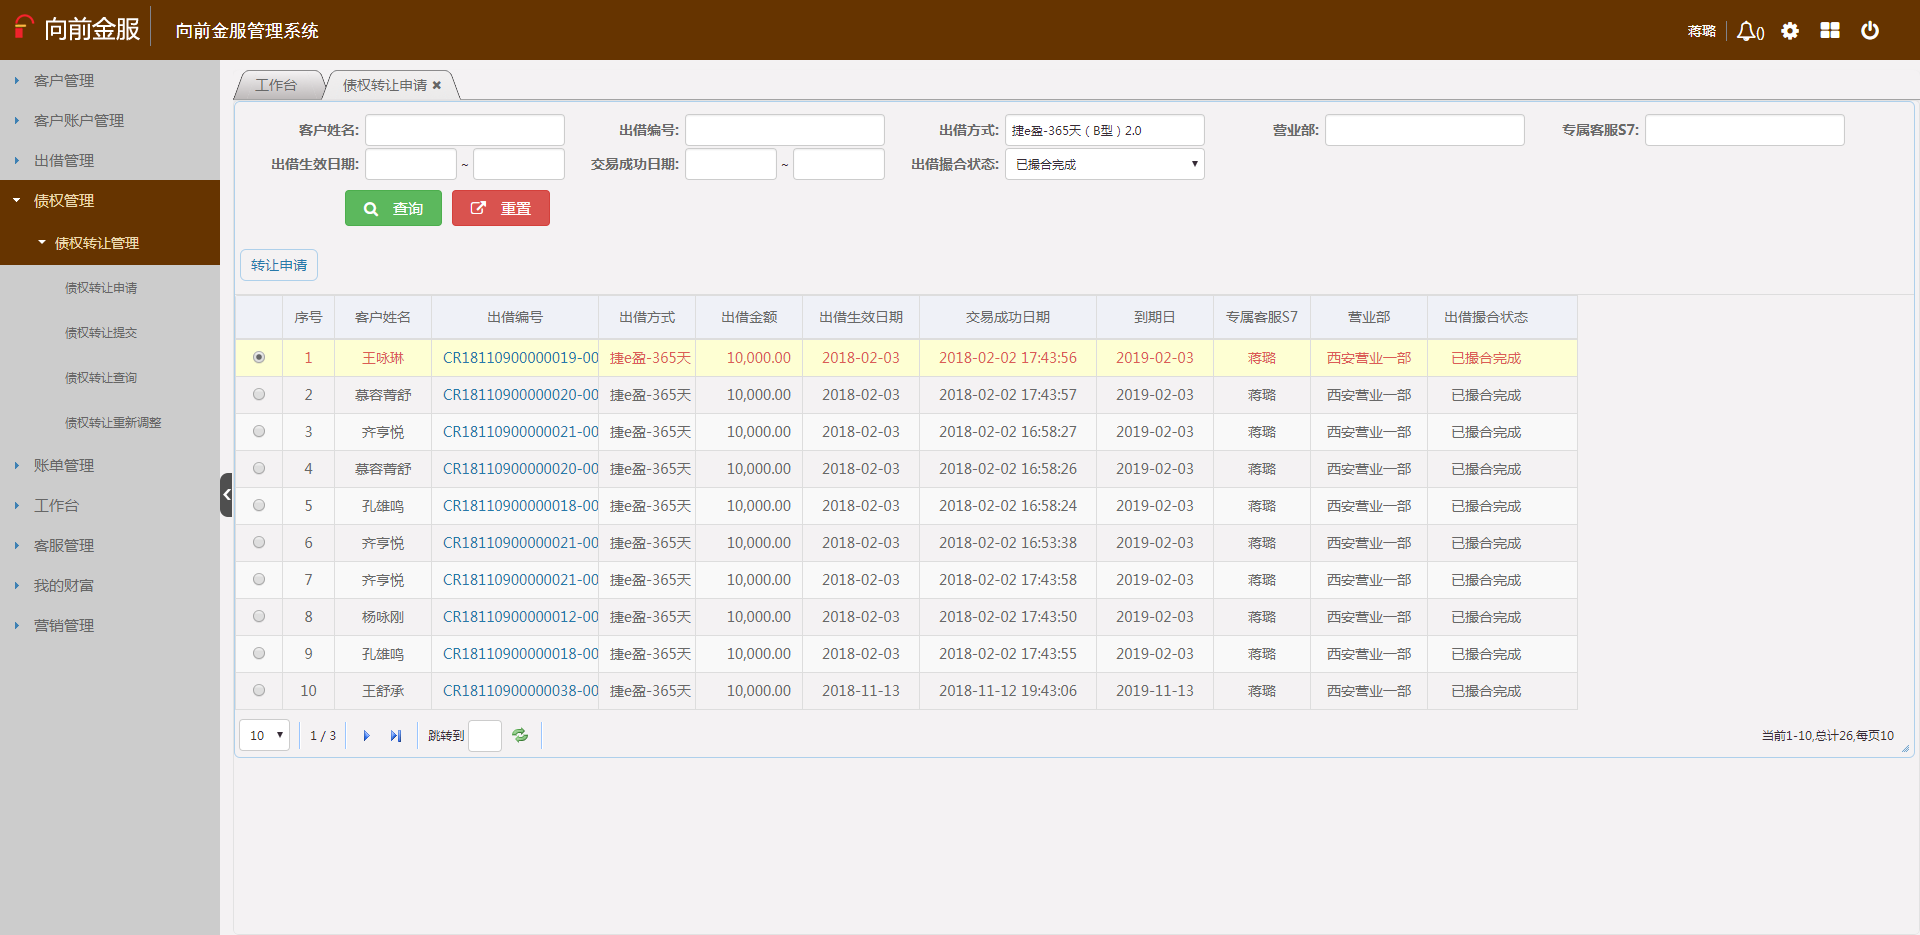 向前金服 向前金服管理系统 蒋璐 0
客户管理
客户账户管理
出借管理
债权管理
债权转让管理
债权转让申请
债权转让提交
债权转让查询
债权转让重新调整
账单管理
工作台
客服管理
我的财富
营销管理
工作台 债权转让申请
客户姓名: 出借编号: 出借方式: 捷e盈-365天（B型）2.0 营业部: 专属客服S7:
出借生效日期: ~ 交易成功日期: ~ 出借撮合状态: 已撮合完成
查询 重置
转让申请
序号 客户姓名 出借编号 出借方式 出借金额 出借生效日期 交易成功日期 到期日 专属客服S7 营业部 出借撮合状态
1 王咏琳 CR18110900000019-00 捷e盈-365天 10,000.00 2018-02-03 2018-02-02 17:43:56 2019-02-03 蒋璐 西安营业一部 已撮合完成
2 慕容菁舒 CR18110900000020-00 捷e盈-365天 10,000.00 2018-02-03 2018-02-02 17:43:57 2019-02-03 蒋璐 西安营业一部 已撮合完成
3 齐亨悦 CR18110900000021-00 捷e盈-365天 10,000.00 2018-02-03 2018-02-02 16:58:27 2019-02-03 蒋璐 西安营业一部 已撮合完成
4 慕容菁舒 CR18110900000020-00 捷e盈-365天 10,000.00 2018-02-03 2018-02-02 16:58:26 2019-02-03 蒋璐 西安营业一部 已撮合完成
5 孔雄鸣 CR18110900000018-00 捷e盈-365天 10,000.00 2018-02-03 2018-02-02 16:58:24 2019-02-03 蒋璐 西安营业一部 已撮合完成
6 齐亨悦 CR18110900000021-00 捷e盈-365天 10,000.00 2018-02-03 2018-02-02 16:53:38 2019-02-03 蒋璐 西安营业一部 已撮合完成
7 齐亨悦 CR18110900000021-00 捷e盈-365天 10,000.00 2018-02-03 2018-02-02 17:43:58 2019-02-03 蒋璐 西安营业一部 已撮合完成
8 杨咏刚 CR18110900000012-00 捷e盈-365天 10,000.00 2018-02-03 2018-02-02 17:43:50 2019-02-03 蒋璐 西安营业一部 已撮合完成
9 孔雄鸣 CR18110900000018-00 捷e盈-365天 10,000.00 2018-02-03 2018-02-02 17:43:55 2019-02-03 蒋璐 西安营业一部 已撮合完成
10 王舒承 CR18110900000038-00 捷e盈-365天 10,000.00 2018-11-13 2018-11-12 19:43:06 2019-11-13 蒋璐 西安营业一部 已撮合完成
10 1 / 3 跳转到 当前1-10,总计26,每页10